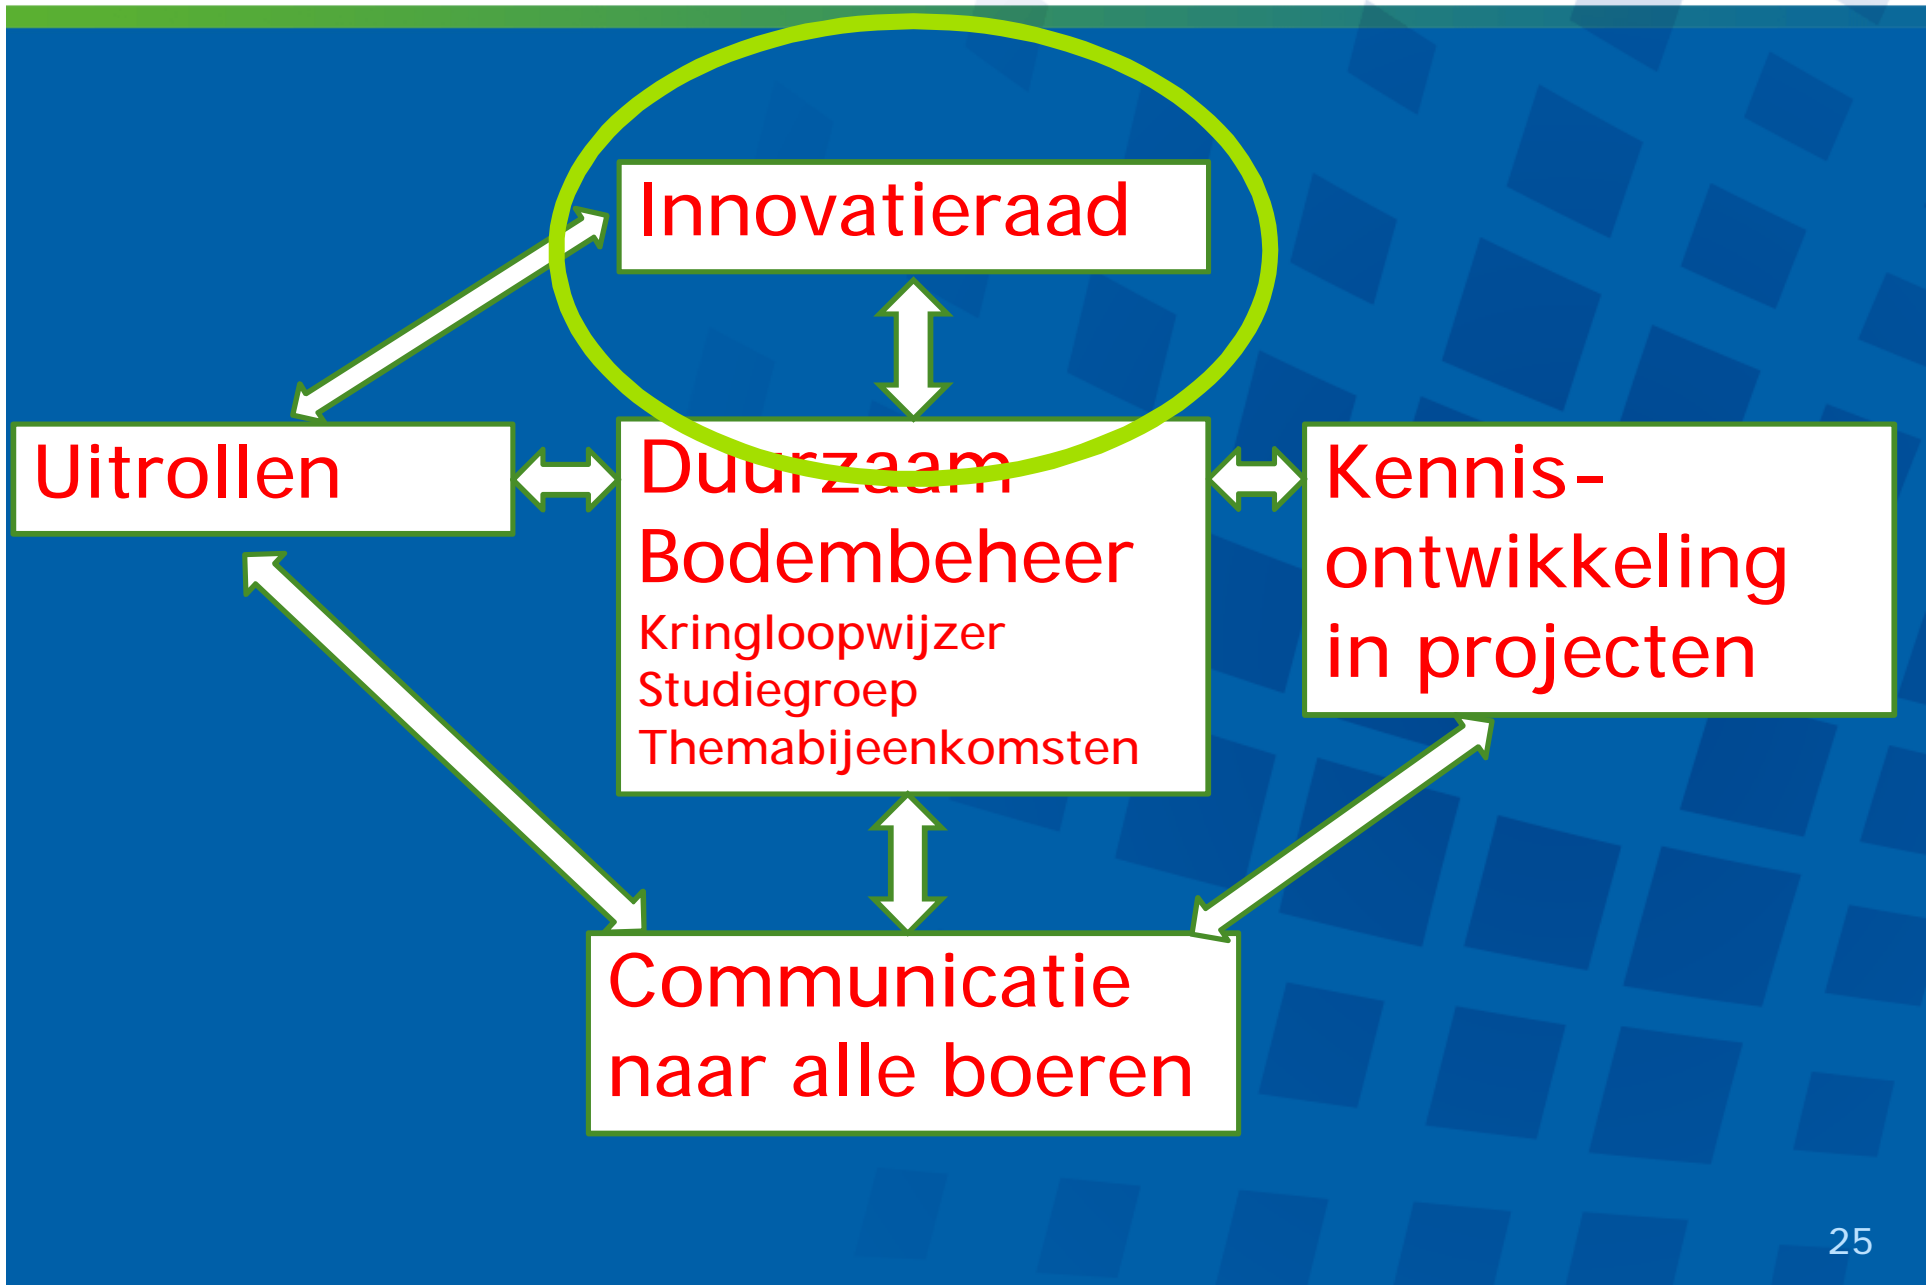 Innovatieraad
Uitrollen
Duurzaam
Bodembeheer
Kringloopwijzer
Studiegroep
Themabijeenkomsten
Kennis-
ontwikkeling
in projecten
Communicatie
naar alle boeren
25